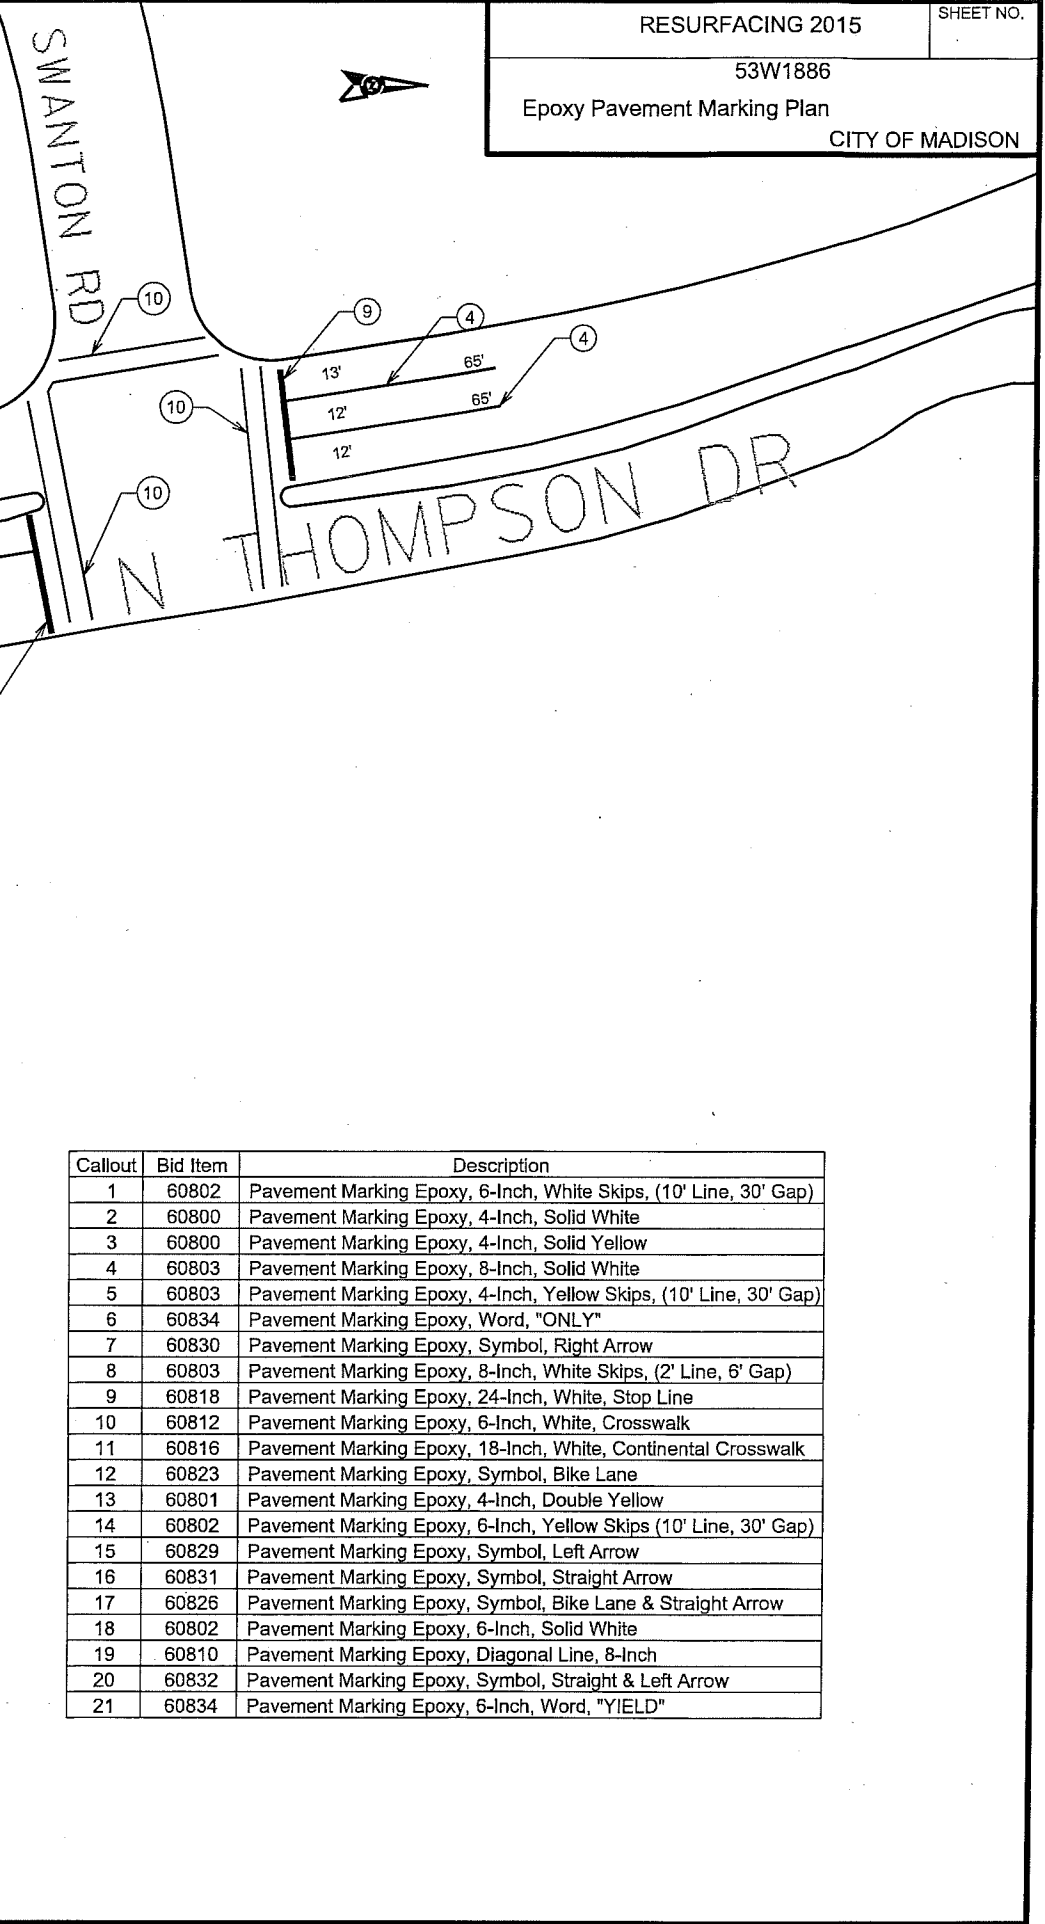 RESURFACING 2015
SHEET NO.
53W1886
Epoxy Pavement Marking Plan
CITY OF MADISON
SWANTON RD
Z
10
9
4
4
13'
65'
10
12'
65'
12'
10
N THOMPSON DR
Callout Bid Item Description
1 60802 Pavement Marking Epoxy, 6-Inch, White Skips, (10' Line, 30' Gap)
2 60800 Pavement Marking Epoxy, 4-Inch, Solid White
3 60800 Pavement Marking Epoxy, 4-Inch, Solid Yellow
4 60803 Pavement Marking Epoxy, 8-Inch, Solid White
5 60803 Pavement Marking Epoxy, 4-Inch, Yellow Skips, (10' Line, 30' Gap)
6 60834 Pavement Marking Epoxy, Word, "ONLY"
7 60830 Pavement Marking Epoxy, Symbol, Right Arrow
8 60803 Pavement Marking Epoxy, 8-Inch, White Skips, (2' Line, 6' Gap)
9 60818 Pavement Marking Epoxy, 24-Inch, White, Stop Line
10 60812 Pavement Marking Epoxy, 6-Inch, White, Crosswalk
11 60816 Pavement Marking Epoxy, 18-Inch, White, Continental Crosswalk
12 60823 Pavement Marking Epoxy, Symbol, Bike Lane
13 60801 Pavement Marking Epoxy, 4-Inch, Double Yellow
14 60802 Pavement Marking Epoxy, 6-Inch, Yellow Skips (10' Line, 30' Gap)
15 60829 Pavement Marking Epoxy, Symbol, Left Arrow
16 60831 Pavement Marking Epoxy, Symbol, Straight Arrow
17 60826 Pavement Marking Epoxy, Symbol, Bike Lane & Straight Arrow
18 60802 Pavement Marking Epoxy, 6-Inch, Solid White
19 60810 Pavement Marking Epoxy, Diagonal Line, 8-Inch
20 60832 Pavement Marking Epoxy, Symbol, Straight & Left Arrow
21 60834 Pavement Marking Epoxy, 6-Inch, Word, "YIELD"